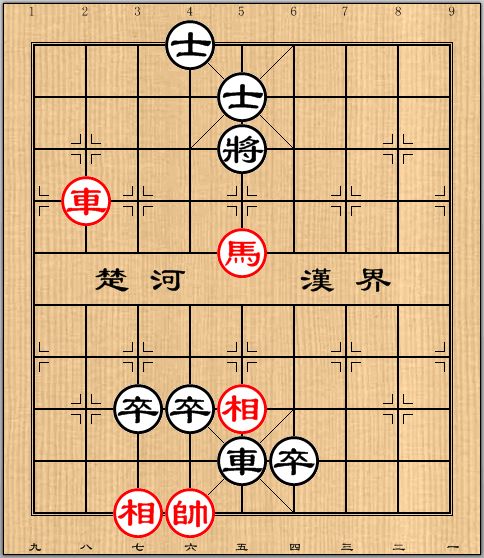 1 2 3 4 5 6 7 8 9
士
士
將
車
馬
楚 河 漢 界
卒 卒 相
車 卒
相 帥
九 八 七 六 五 四 三 二 一